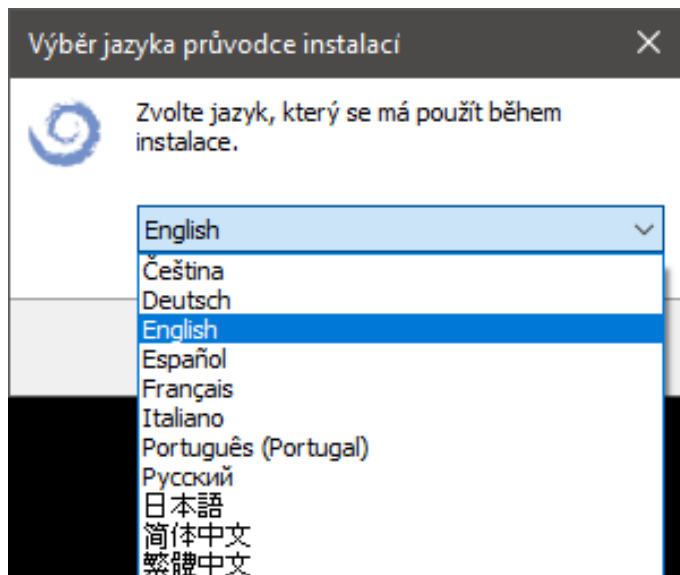 Výběr jazyka průvodce instalací
Zvolte jazyk, který se má použít během
instalace.
English
Čeština
Deutsch
English
Español
Français
Italiano
Português (Portugal)
Русский
日本語
简体中文
繁體中文